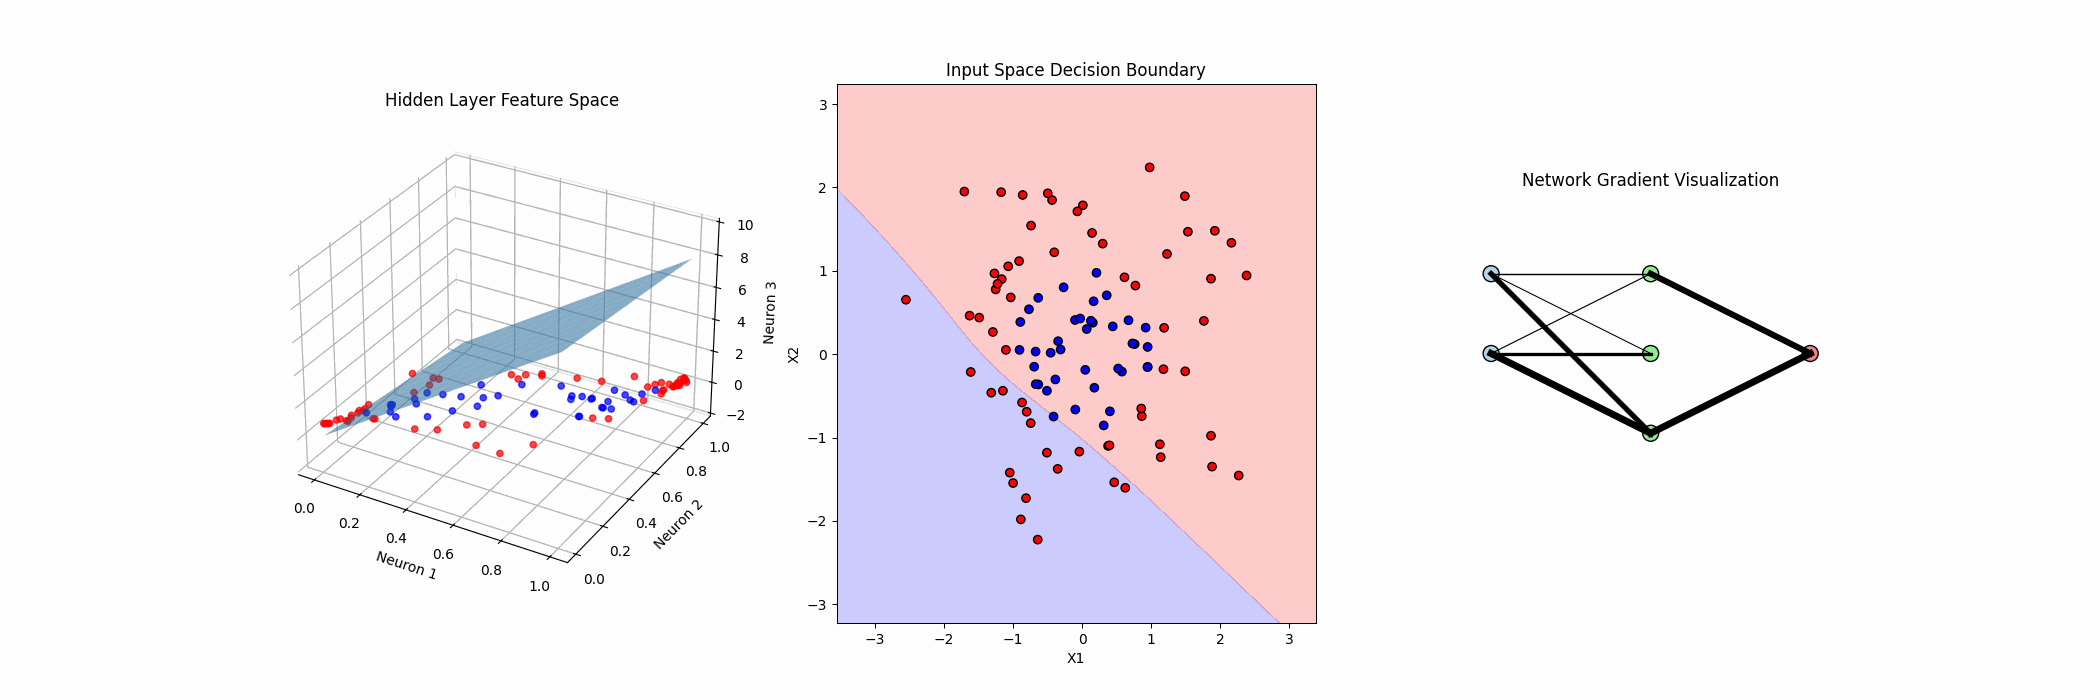 Hidden Layer Feature Space
10
8
6
4
2
0
−2
Neuron 3
0.0
0.2
0.4
0.6
0.8
1.0
Neuron 1
0.0
0.2
0.4
0.6
0.8
1.0
Neuron 2
Input Space Decision Boundary
3
2
1
0
−1
−2
−3
X2
−3 −2 −1 0 1 2 3
X1
Network Gradient Visualization